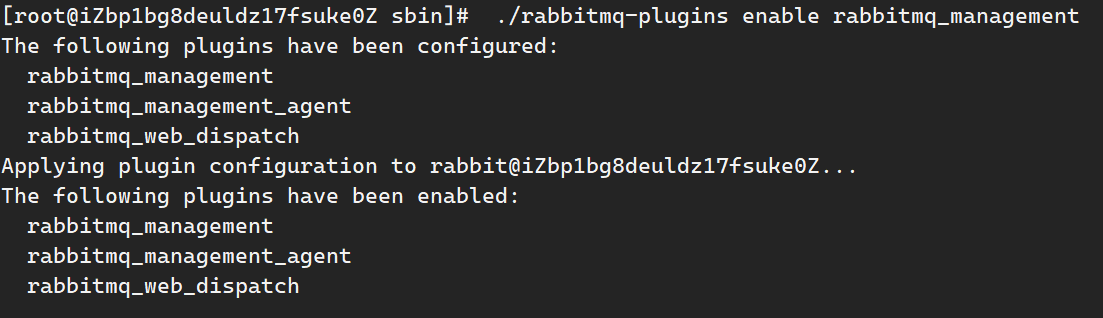 [root@iZbp1bg8deuldz17fsuke0Z sbin]#  ./rabbitmq-plugins enable rabbitmq_management
The following plugins have been configured:
  rabbitmq_management
  rabbitmq_management_agent
  rabbitmq_web_dispatch
Applying plugin configuration to rabbit@iZbp1bg8deuldz17fsuke0Z...
The following plugins have been enabled:
  rabbitmq_management
  rabbitmq_management_agent
  rabbitmq_web_dispatch